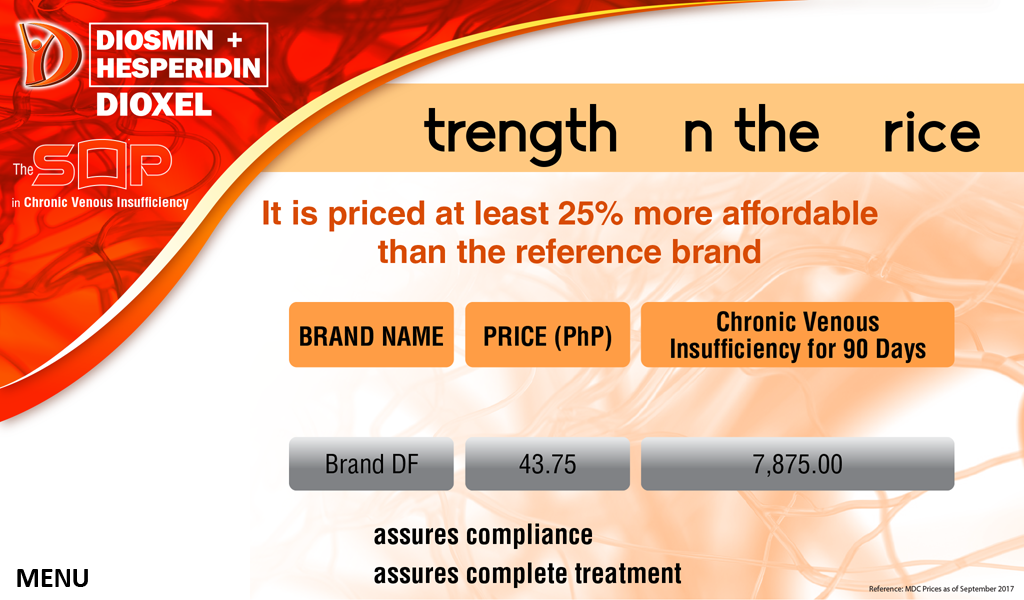 DIOSMIN +
HESPERIDIN
DIOXEL
The SOP
in Chronic Venous Insufficiency
trength n the rice
It is priced at least 25% more affordable
than the reference brand
BRAND NAME PRICE (PhP) Chronic Venous
Insufficiency for 90 Days
Brand DF 43.75 7,875.00
assures compliance
assures complete treatment
MENU
Reference: MDC Prices as of September 2017